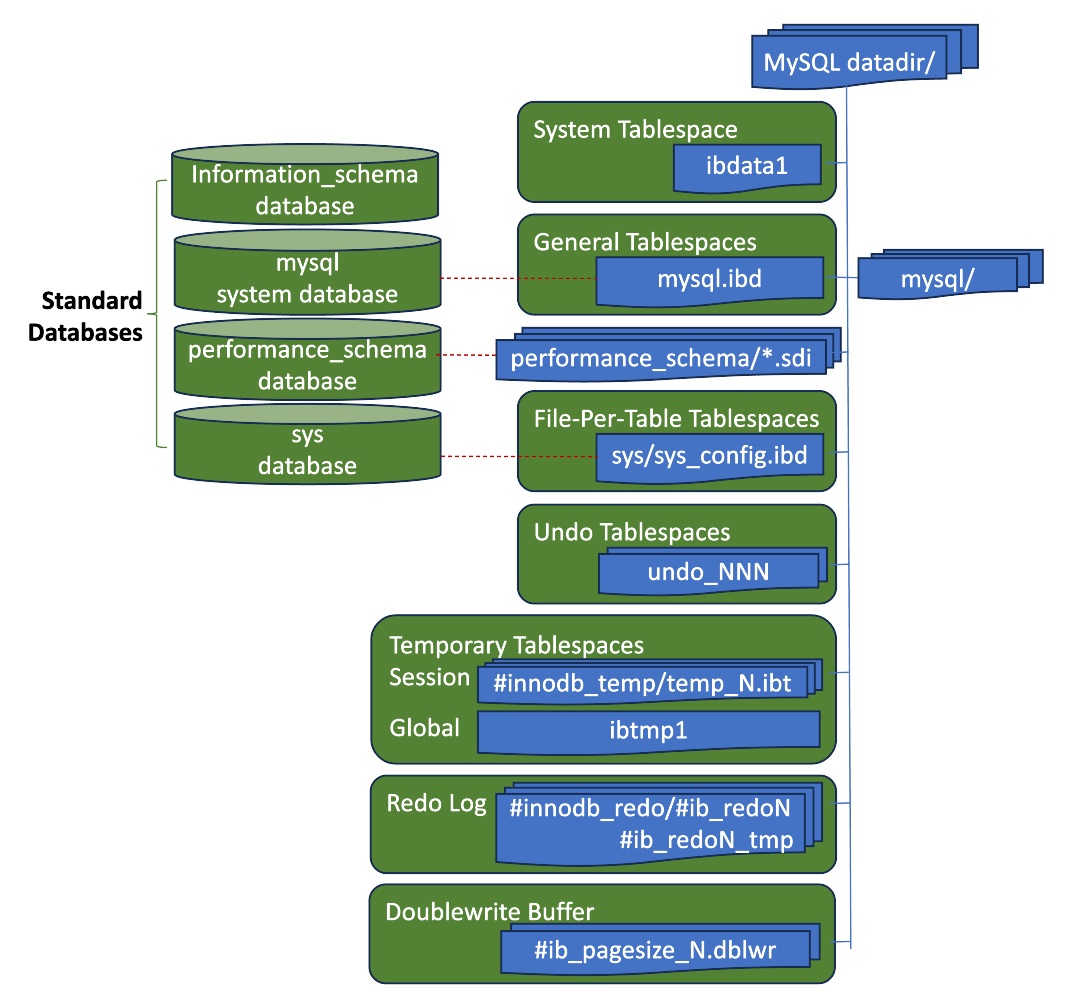 MySQL datadir/
System Tablespace
ibdata1
Information_schema
database
General Tablespaces
mysql.ibd
mysql/
mysql
system database
Standard
Databases
performance_schema
database
performance_schema/*.sdi
File-Per-Table Tablespaces
sys/sys_config.ibd
sys
database
Undo Tablespaces
undo_NNN
Temporary Tablespaces
Session
#innodb_temp/temp_N.ibt
Global
ibtmp1
Redo Log
#innodb_redo/#ib_redoN
#ib_redoN_tmp
Doublewrite Buffer
#ib_pagesize_N.dblwr